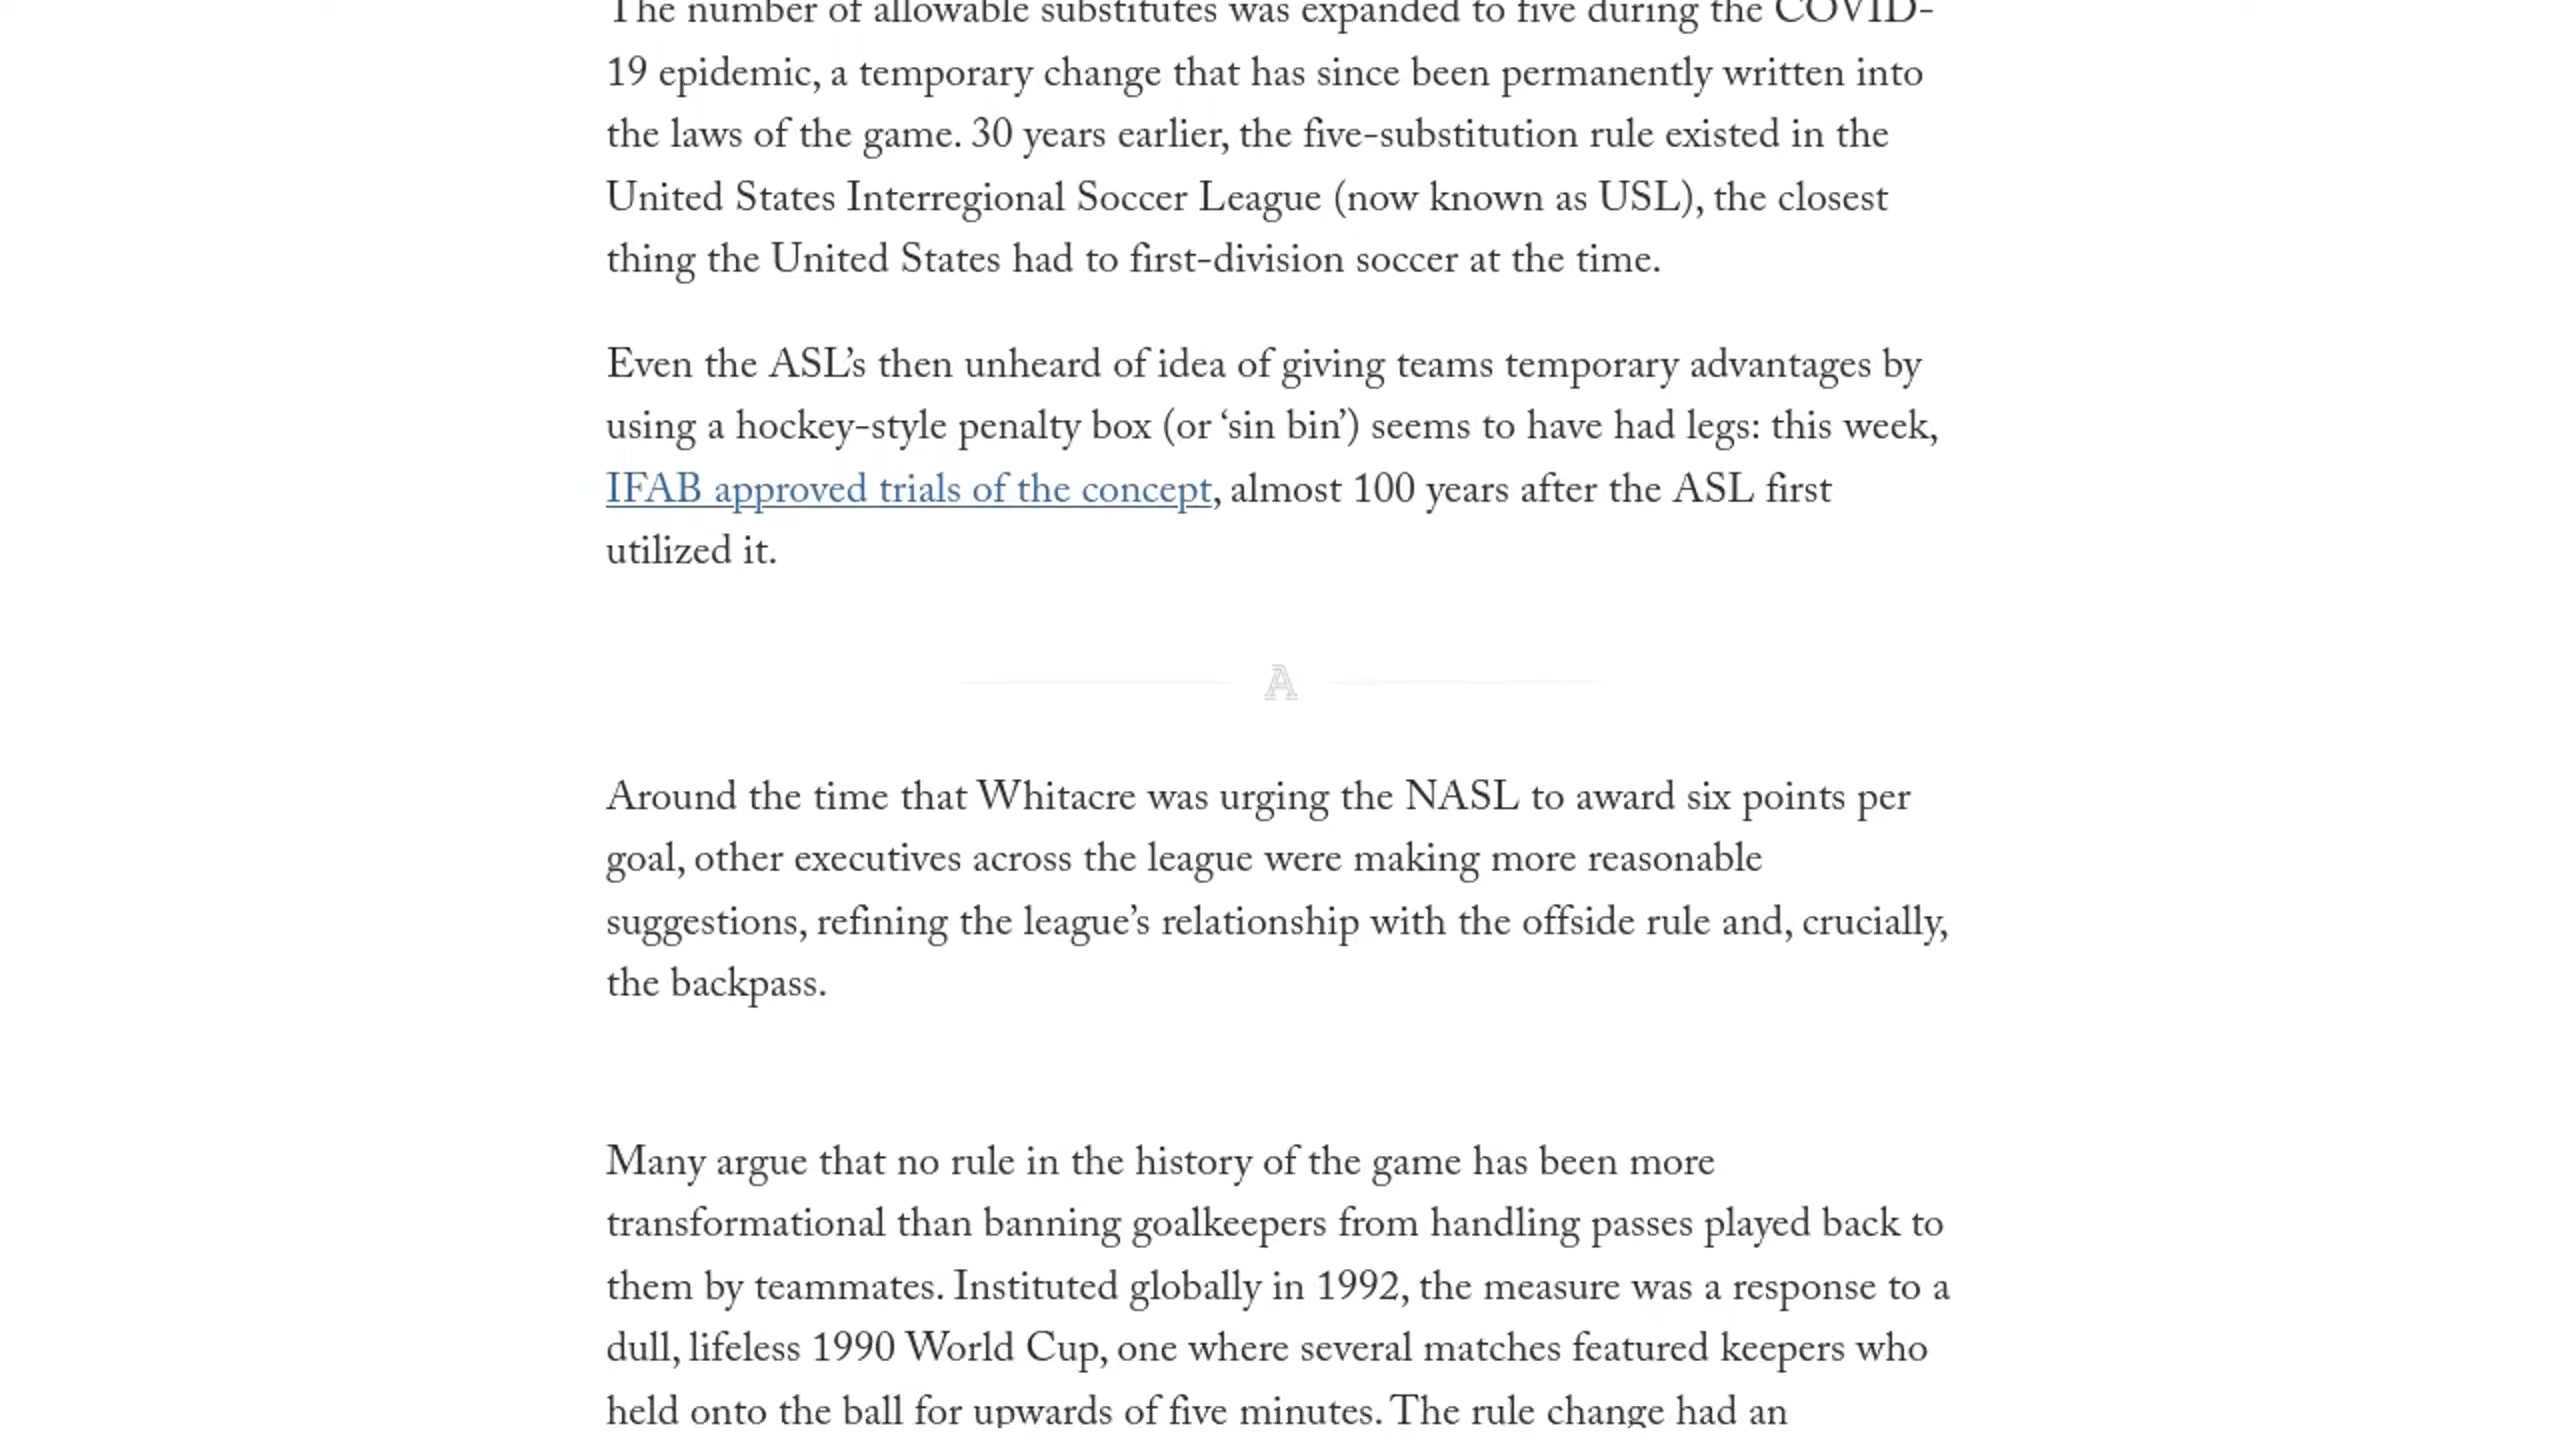 The number of allowable substitutes was expanded to five during the COVID-
19 epidemic, a temporary change that has since been permanently written into
the laws of the game. 30 years earlier, the five-substitution rule existed in the
United States Interregional Soccer League (now known as USL), the closest
thing the United States had to first-division soccer at the time.
Even the ASL’s then unheard of idea of giving teams temporary advantages by
using a hockey-style penalty box (or ‘sin bin’) seems to have had legs: this week,
IFAB approved trials of the concept, almost 100 years after the ASL first
utilized it.
A
Around the time that Whitacre was urging the NASL to award six points per
goal, other executives across the league were making more reasonable
suggestions, refining the league’s relationship with the offside rule and, crucially,
the backpass.
Many argue that no rule in the history of the game has been more
transformational than banning goalkeepers from handling passes played back to
them by teammates. Instituted globally in 1992, the measure was a response to a
dull, lifeless 1990 World Cup, one where several matches featured keepers who
held onto the ball for upwards of five minutes. The rule change had an